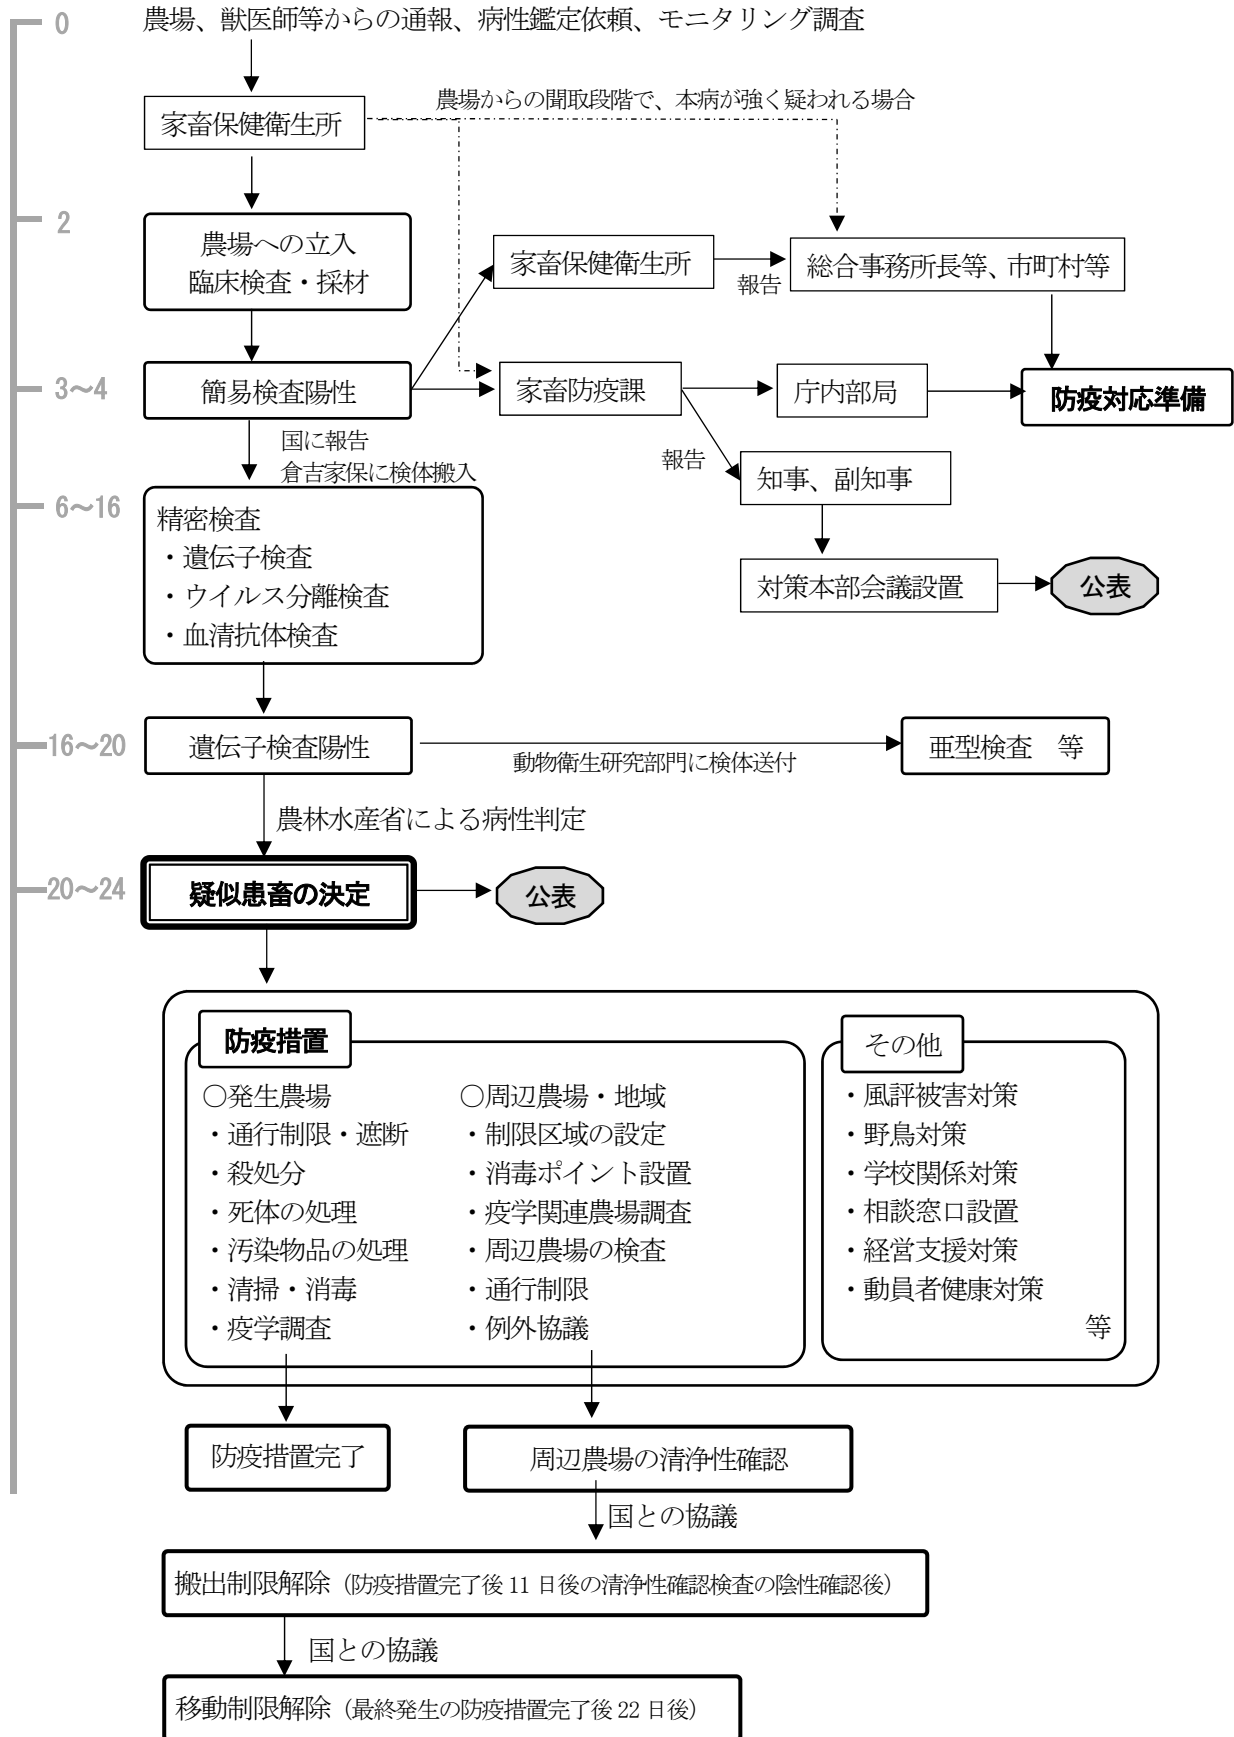 0
農場、獣医師等からの通報、病性鑑定依頼、モニタリング調査
農場からの聞取段階で、本病が強く疑われる場合
家畜保健衛生所
2
農場への立入
臨床検査・採材
家畜保健衛生所
報告
総合事務所長等、市町村等
3～4
簡易検査陽性
家畜防疫課
庁内部局
防疫対応準備
国に報告
倉吉家保に検体搬入
報告
知事、副知事
6～16
精密検査
・遺伝子検査
・ウイルス分離検査
・血清抗体検査
対策本部会議設置
公表
16～20
遺伝子検査陽性
動物衛生研究部門に検体送付
亜型検査　等
農林水産省による病性判定
20～24
疑似患畜の決定
公表
防疫措置
○発生農場
・通行制限・遮断
・殺処分
・死体の処理
・汚染物品の処理
・清掃・消毒
・疫学調査
○周辺農場・地域
・制限区域の設定
・消毒ポイント設置
・疫学関連農場調査
・周辺農場の検査
・通行制限
・例外協議
その他
・風評被害対策
・野鳥対策
・学校関係対策
・相談窓口設置
・経営支援対策
・動員者健康対策
等
防疫措置完了
周辺農場の清浄性確認
国との協議
搬出制限解除（防疫措置完了後 11 日後の清浄性確認検査の陰性確認後）
国との協議
移動制限解除（最終発生の防疫措置完了後 22 日後）